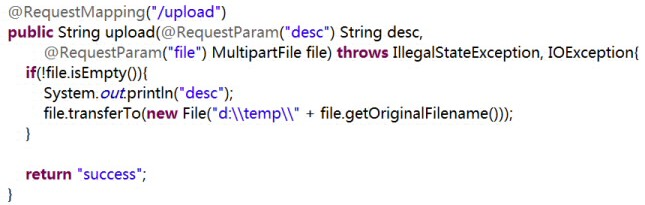 @RequestMapping("/upload")
public String upload(@RequestParam("desc") String desc,
@RequestParam("file") MultipartFile file) throws IllegalStateException, IOException{
if(!file.isEmpty()){
System.out.println("desc");
file.transferTo(new File("d:\\temp\\" + file.getOriginalFilename()));
}
return "success";
}